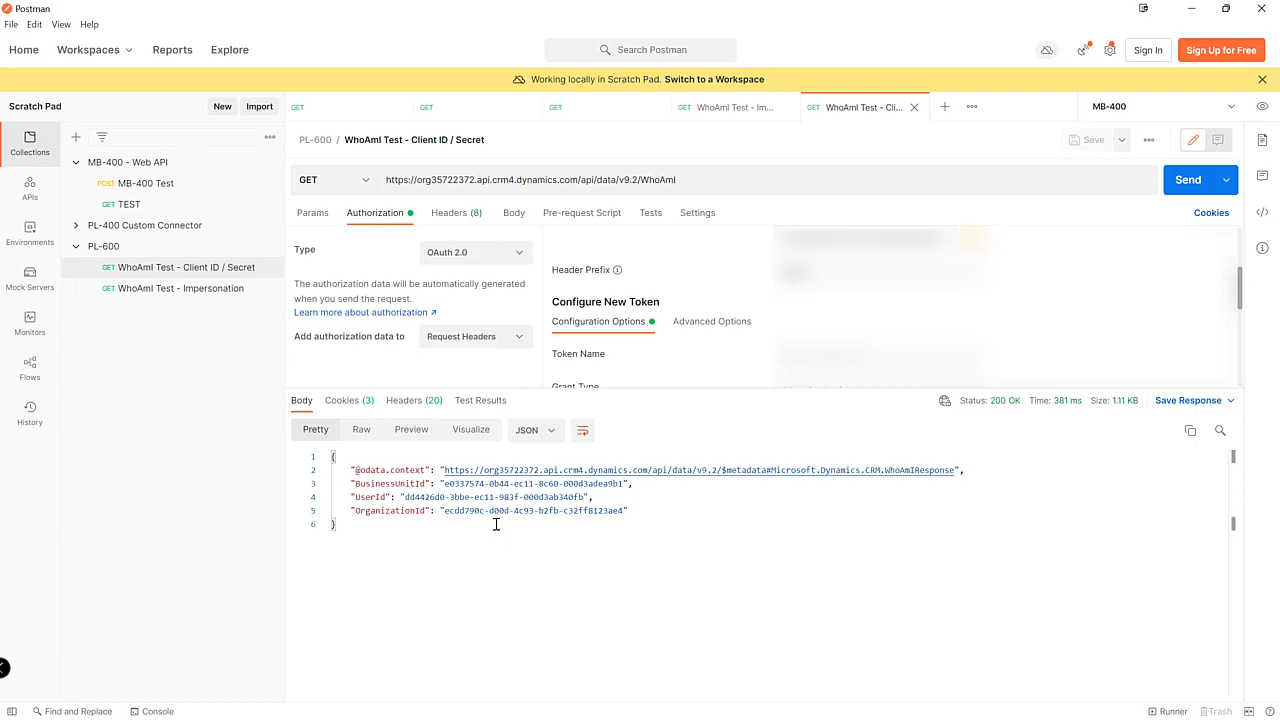 Postman
File Edit View Help
Home Workspaces Reports Explore
Search Postman
Sign In
Sign Up for Free
Working locally in Scratch Pad. Switch to a Workspace
Scratch Pad
New
Import
GET
GET
GET
GET WhoAmI Test - Im...
GET WhoAmI Test - Cli...
MB-400
Collections
APIs
Environments
Mock Servers
Monitors
Flows
History
MB-400 - Web API
POST MB-400 Test
GET TEST
PL-400 Custom Connector
PL-600
GET WhoAmI Test - Client ID / Secret
GET WhoAmI Test - Impersonation
PL-600 / WhoAmI Test - Client ID / Secret
Save
GET
https://org35722372.api.crm4.dynamics.com/api/data/v9.2/WhoAmI
Send
Params Authorization Headers (8) Body Pre-request Script Tests Settings
Cookies
Type
OAuth 2.0
The authorization data will be automatically generated
when you send the request.
Learn more about authorization ↗
Add authorization data to
Request Headers
Header Prefix
Configure New Token
Configuration Options
Advanced Options
Token Name
Grant Type
Body Cookies (3) Headers (20) Test Results
Status: 200 OK Time: 381 ms Size: 1.11 KB
Save Response
Pretty Raw Preview Visualize JSON
1 {
2 "@odata.context": "https://org35722372.api.crm4.dynamics.com/api/data/v9.2/$metadata#Microsoft.Dynamics.CRM.WhoAmIResponse",
3 "BusinessUnitId": "e0337574-0b44-ec11-8c60-000d3adea9b1",
4 "UserId": "dd4426d0-3bbe-ec11-983f-000d3ab340fb",
5 "OrganizationId": "ecdd790c-d00d-4c93-b2fb-c32ff8123ae4"
6 }
Find and Replace
Console
Runner
Trash